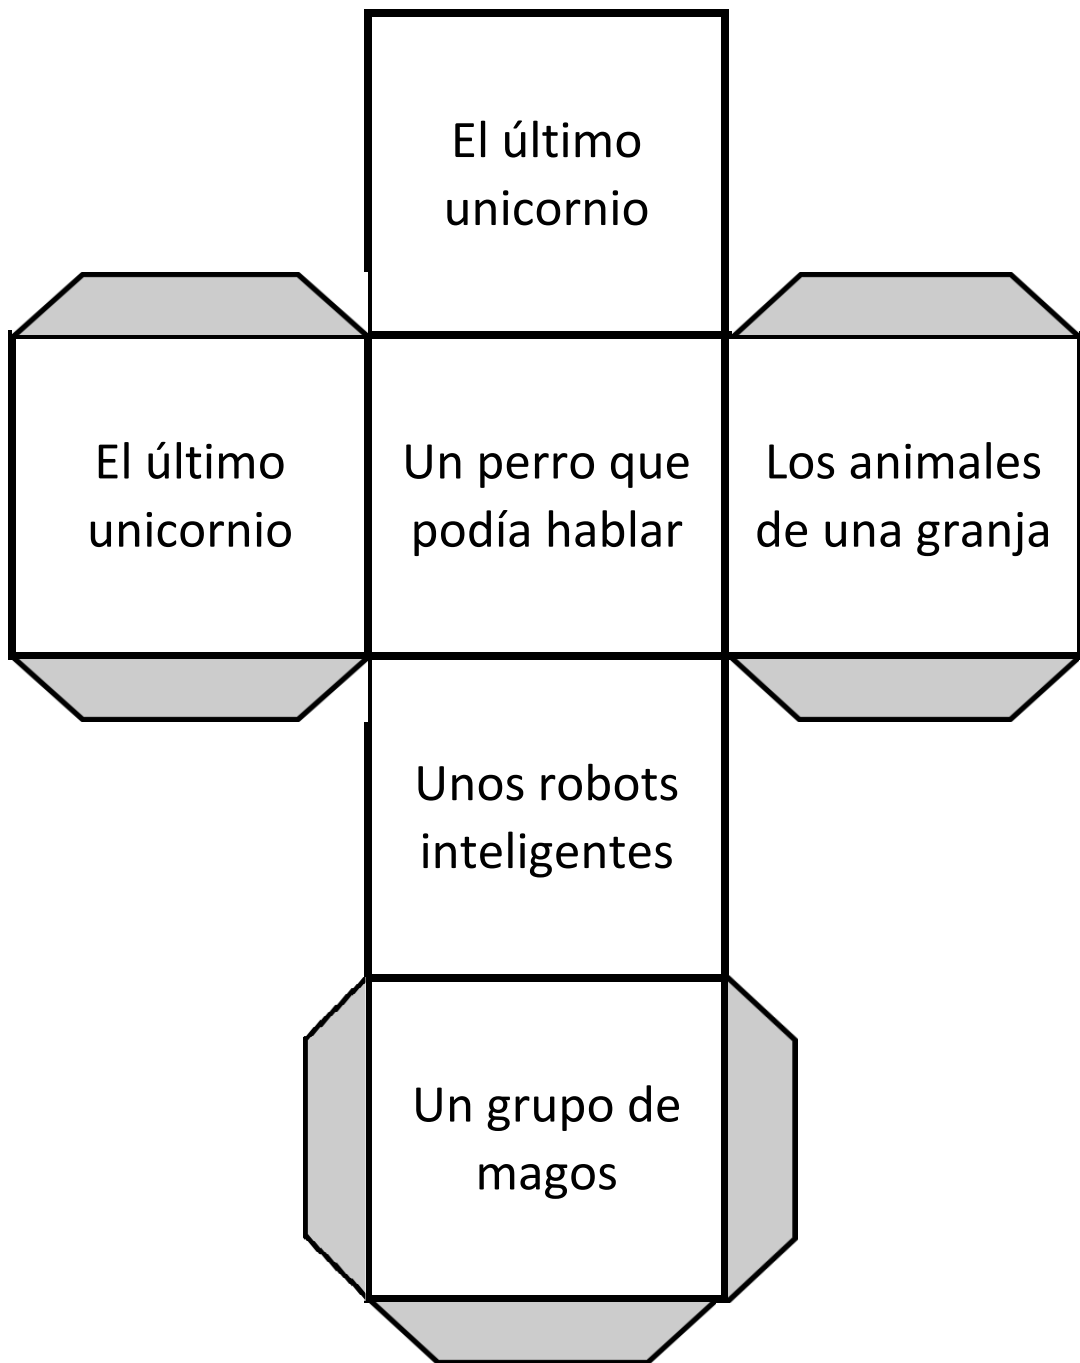 El último
unicornio
El último
unicornio
Un perro que
podía hablar
Los animales
de una granja
Unos robots
inteligentes
Un grupo de
magos